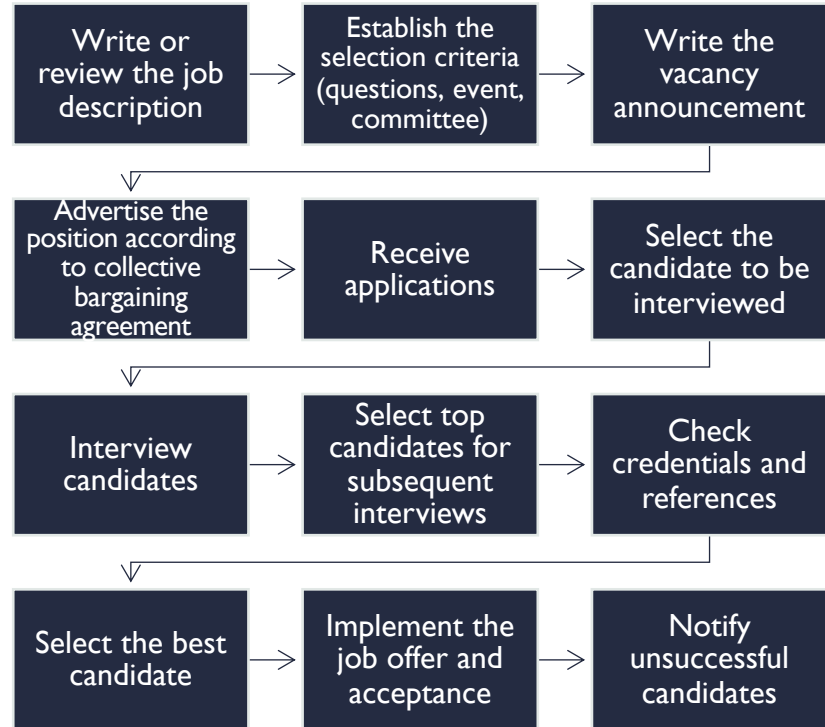 Write or
review the job
description
Establish the
selection criteria
(questions, event,
committee)
Write the
vacancy
announcement
Advertise the
position according
to collective
bargaining
agreement
Receive
applications
Select the
candidate to be
interviewed
Interview
candidates
Select top
candidates for
subsequent
interviews
Check
credentials and
references
Select the best
candidate
Implement the
job offer and
acceptance
Notify
unsuccessful
candidates